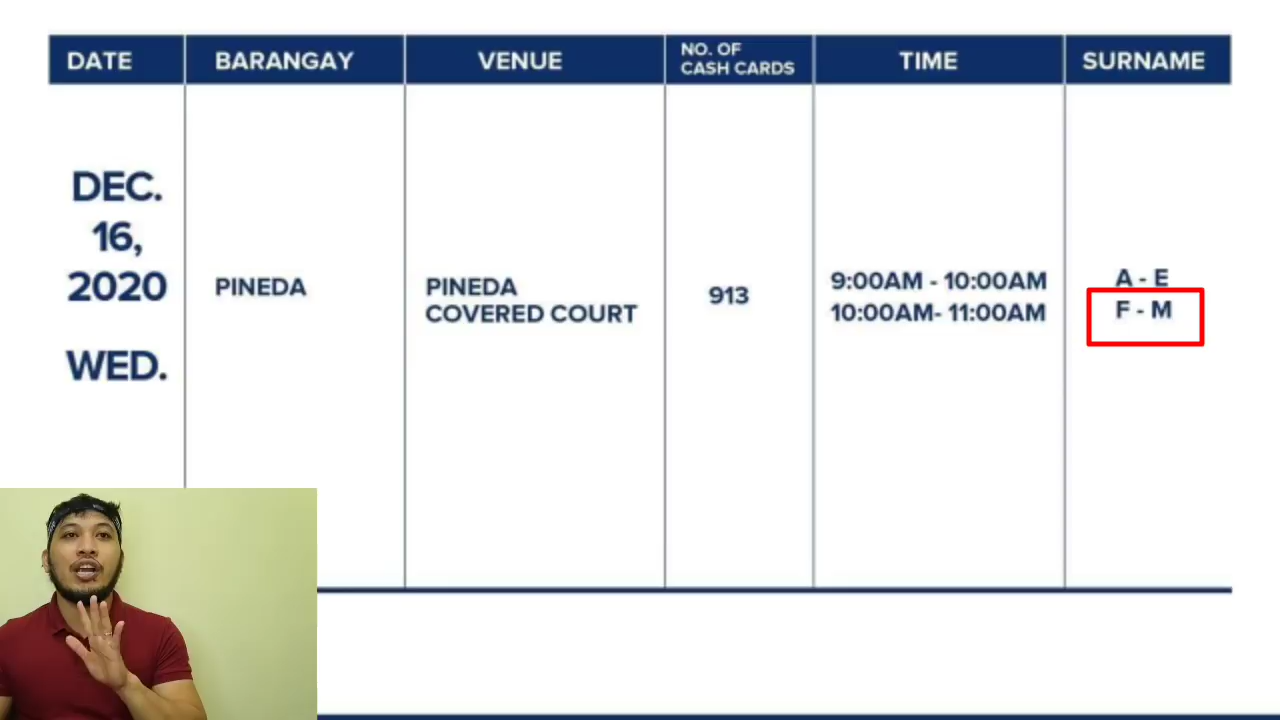 DATE
BARANGAY
VENUE
NO. OF
CASH CARDS
TIME
SURNAME
DEC.
16,
2020
WED.
PINEDA
PINEDA
COVERED COURT
913
9:00AM - 10:00AM
10:00AM- 11:00AM
A - E
F - M